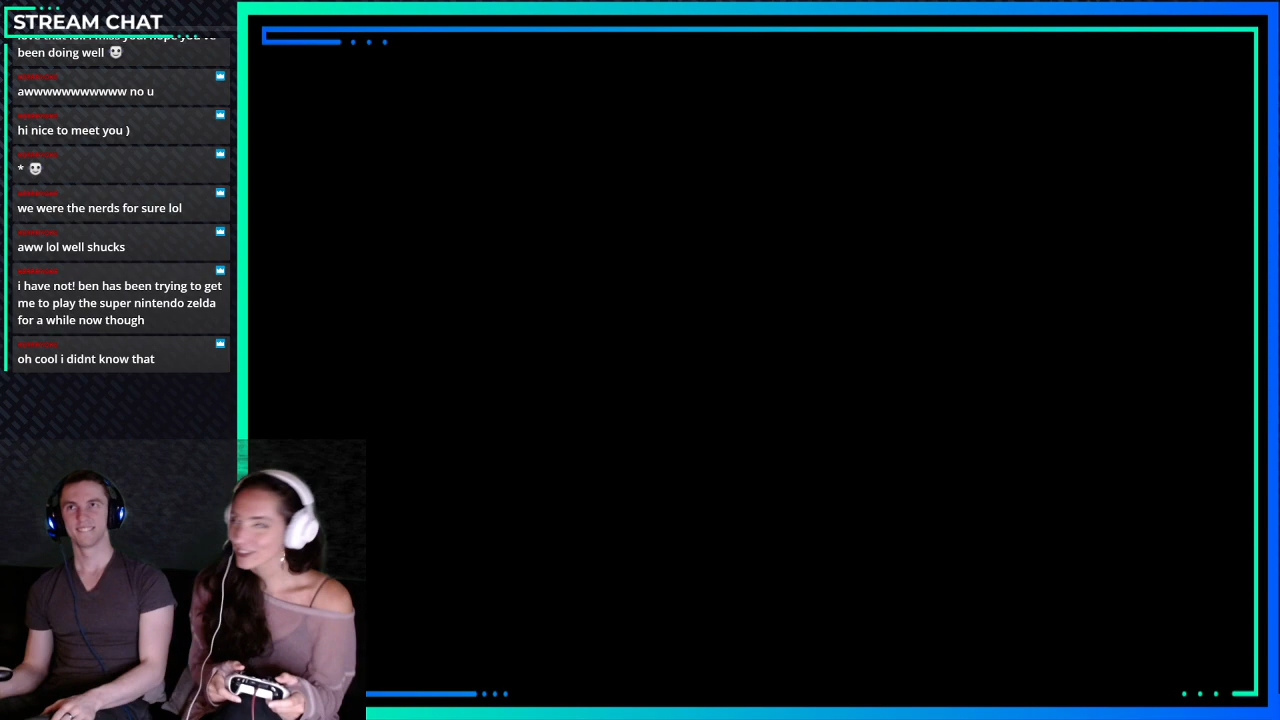 STREAM CHAT
been doing well
awwwwwwwwwww no u
hi nice to meet you )
*
we were the nerds for sure lol
aww lol well shucks
i have not! ben has been trying to get
me to play the super nintendo zelda
for a while now though
oh cool i didnt know that